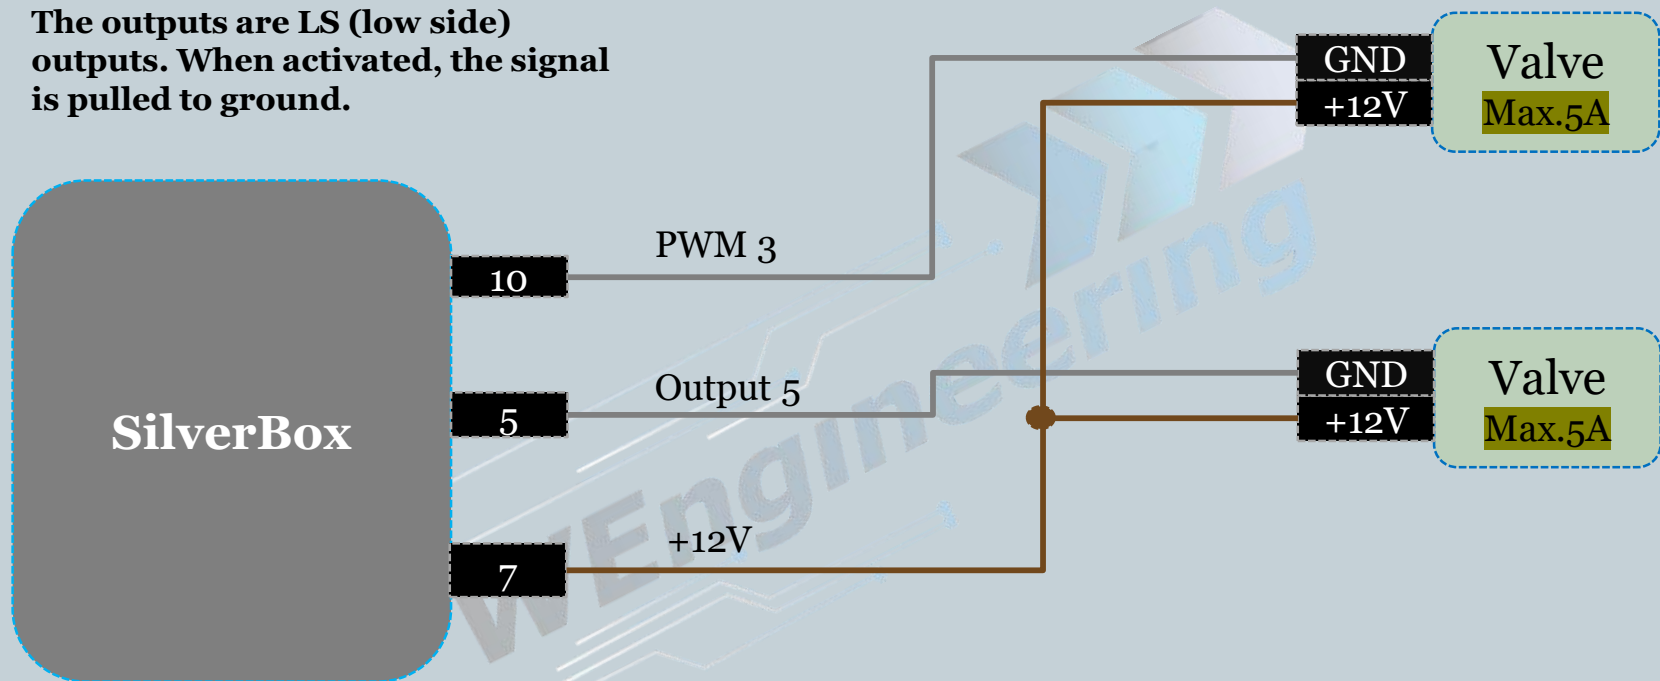 The outputs are LS (low side)
outputs. When activated, the signal
is pulled to ground.
GND
+12V
Valve
Max.5A
PWM 3
10
SilverBox
Output 5
5
GND
+12V
Valve
Max.5A
+12V
7
WEngineering